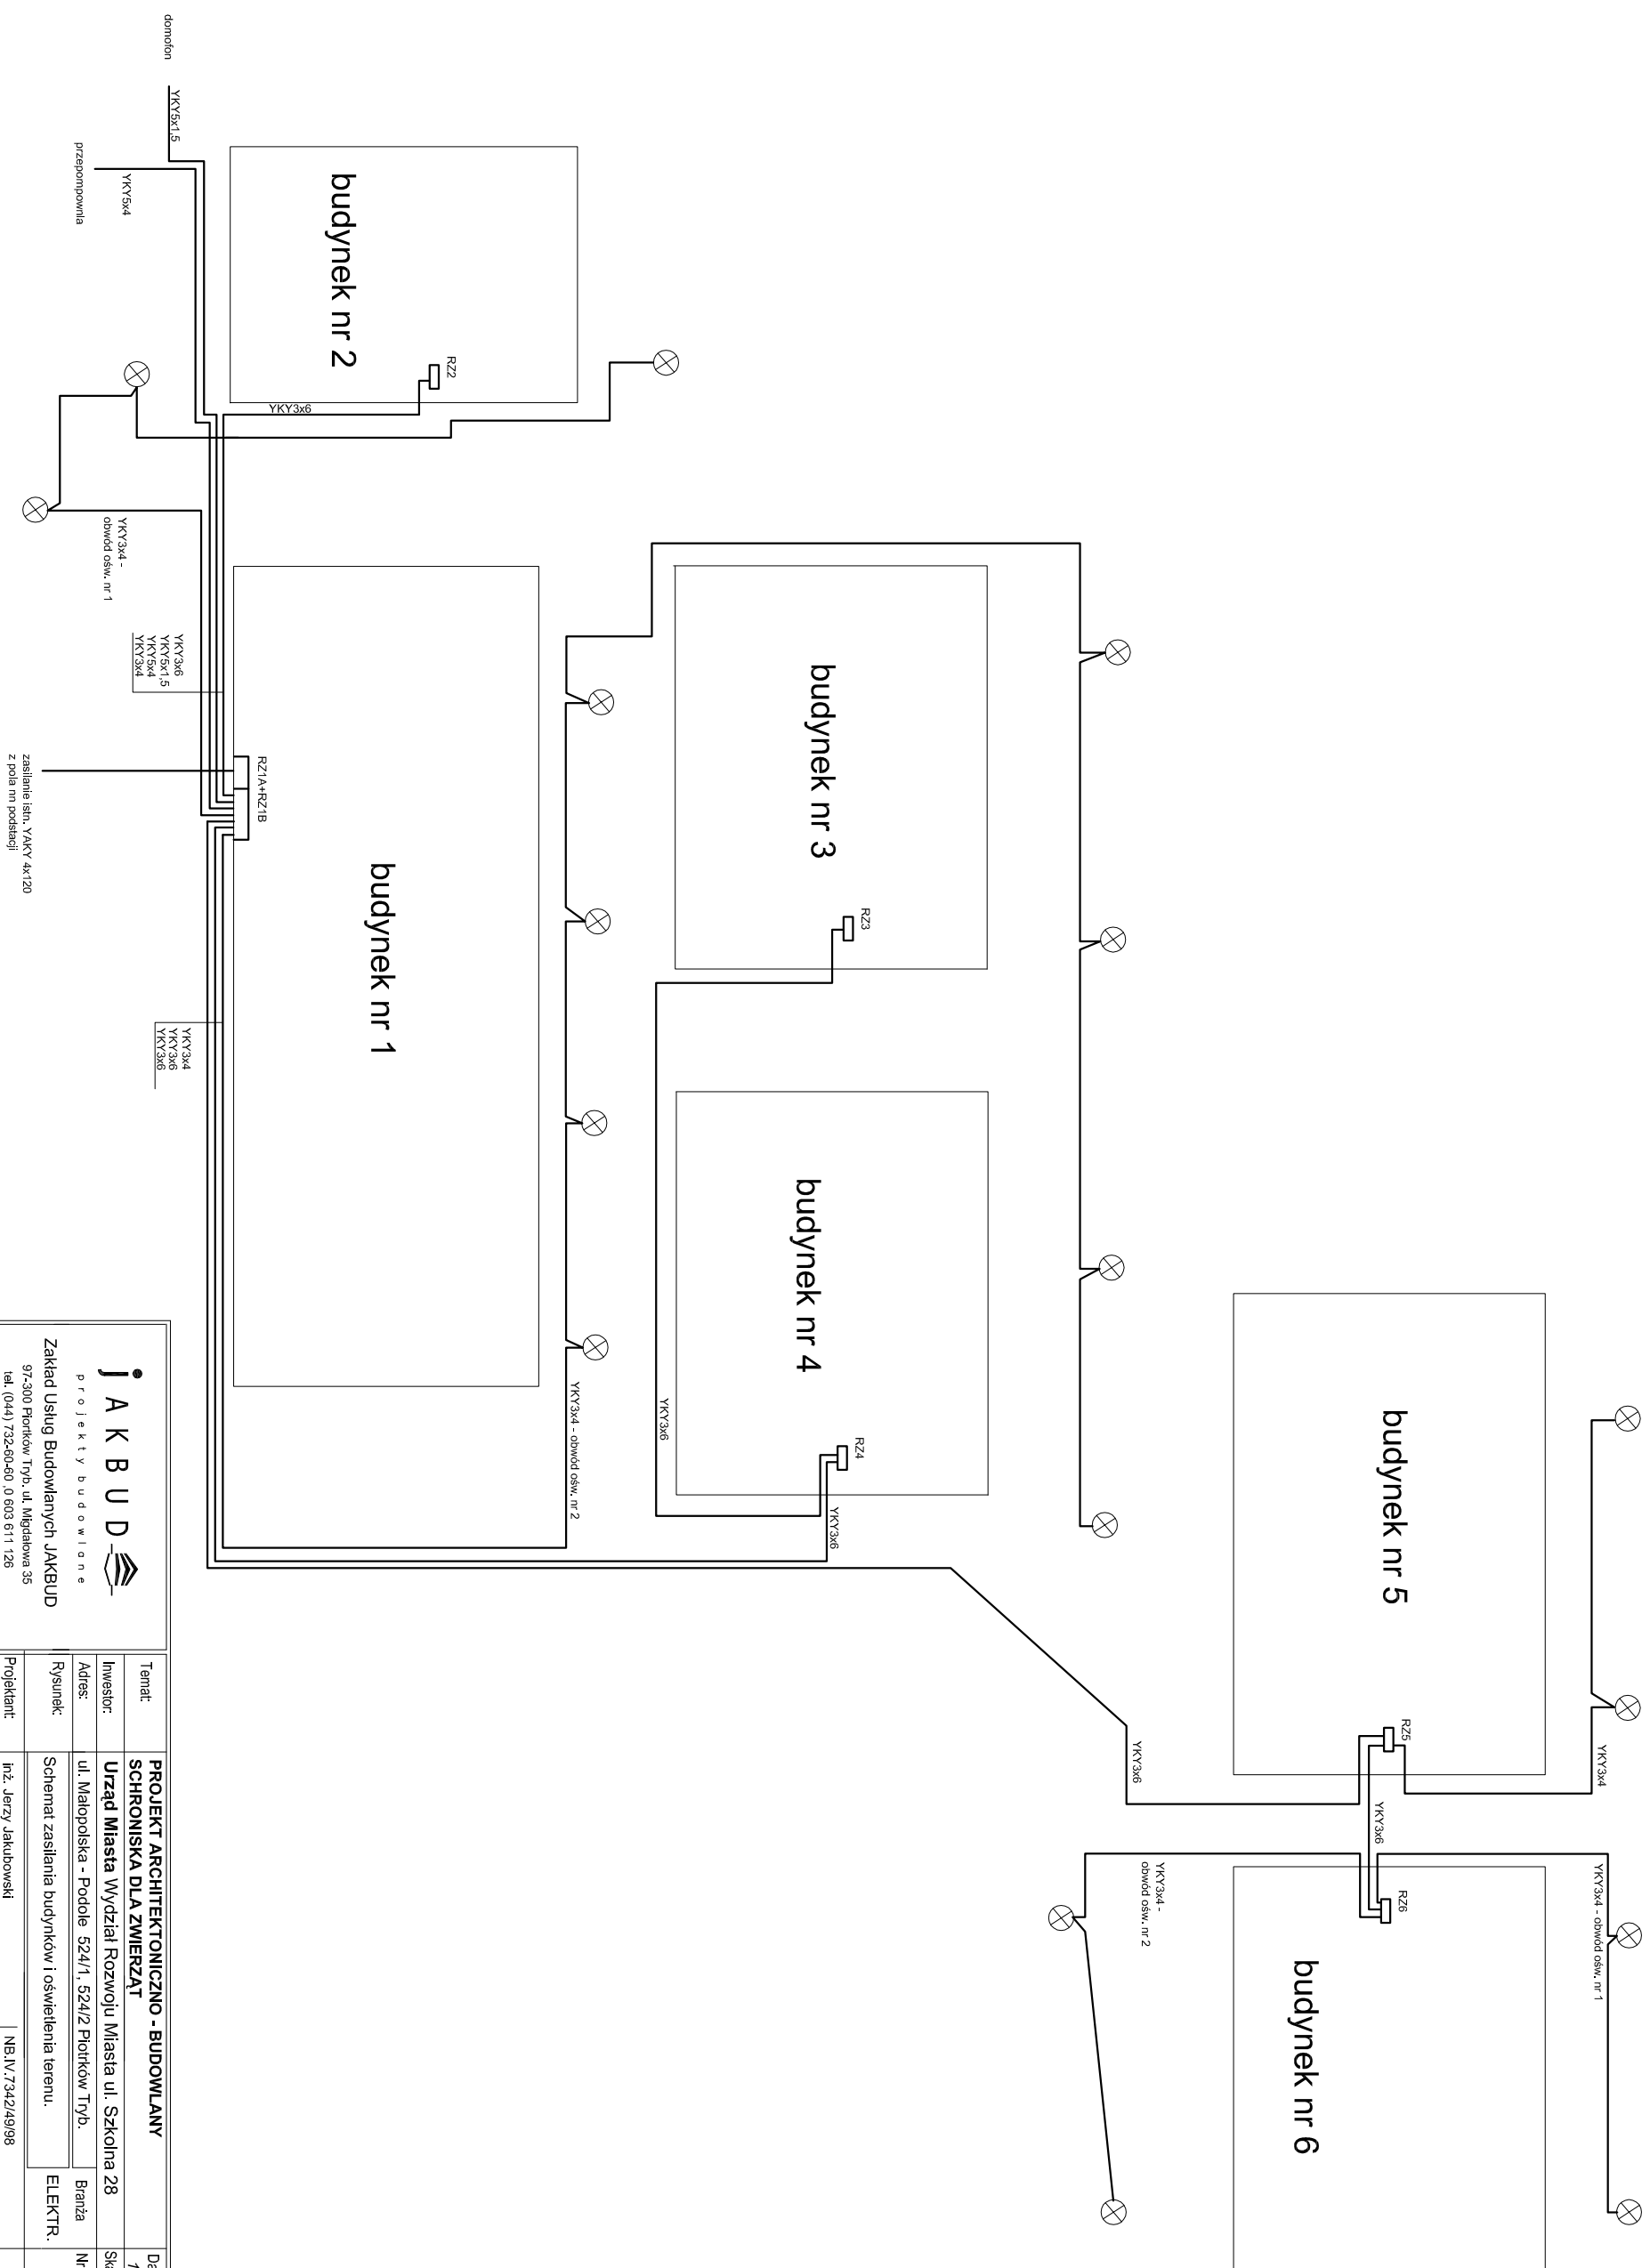 domofon
YKY5x1,5
przepompownia
YKY5x4
budynek nr 2
RZ2
YKY3x6
YKY3x4 -
obwód ośw. nr 1
YKY3x6
YKY5x1,5
YKY5x4
YKY3x4
zasilanie istn. YAKY 4x120
z pola nn podstacji
RZ1A+RZ1B
budynek nr 1
YKY3x4
YKY3x6
YKY3x6
budynek nr 3
RZ3
budynek nr 4
RZ4
YKY3x6
YKY3x6
YKY3x4 - obwód ośw. nr 2
budynek nr 5
RZ5
YKY3x4
YKY3x6
YKY3x6
RZ6
YKY3x4 - obwód ośw. nr 1
YKY3x4 -
obwód ośw. nr 2
budynek nr 6
jAKBUD
projekty budowlane
Zakład Usług Budowlanych JAKBUD
97-300 Piortków Tryb. ul. Migdałowa 35
tel. (044) 732-60-60 ,0 603 611 126
Temat:
PROJEKT ARCHITEKTONICZNO - BUDOWLANY
SCHRONISKA DLA ZWIERZĄT
Inwestor:
Urząd Miasta Wydział Rozwoju Miasta ul. Szkolna 28
Adres:
ul. Małopolska - Podole 524/1, 524/2 Piotrków Tryb.
Branża
Nr
Rysunek:
Schemat zasilania budynków i oświetlenia terenu.
ELEKTR.
Projektant:
inż. Jerzy Jakubowski
NB.IV.7342/49/98